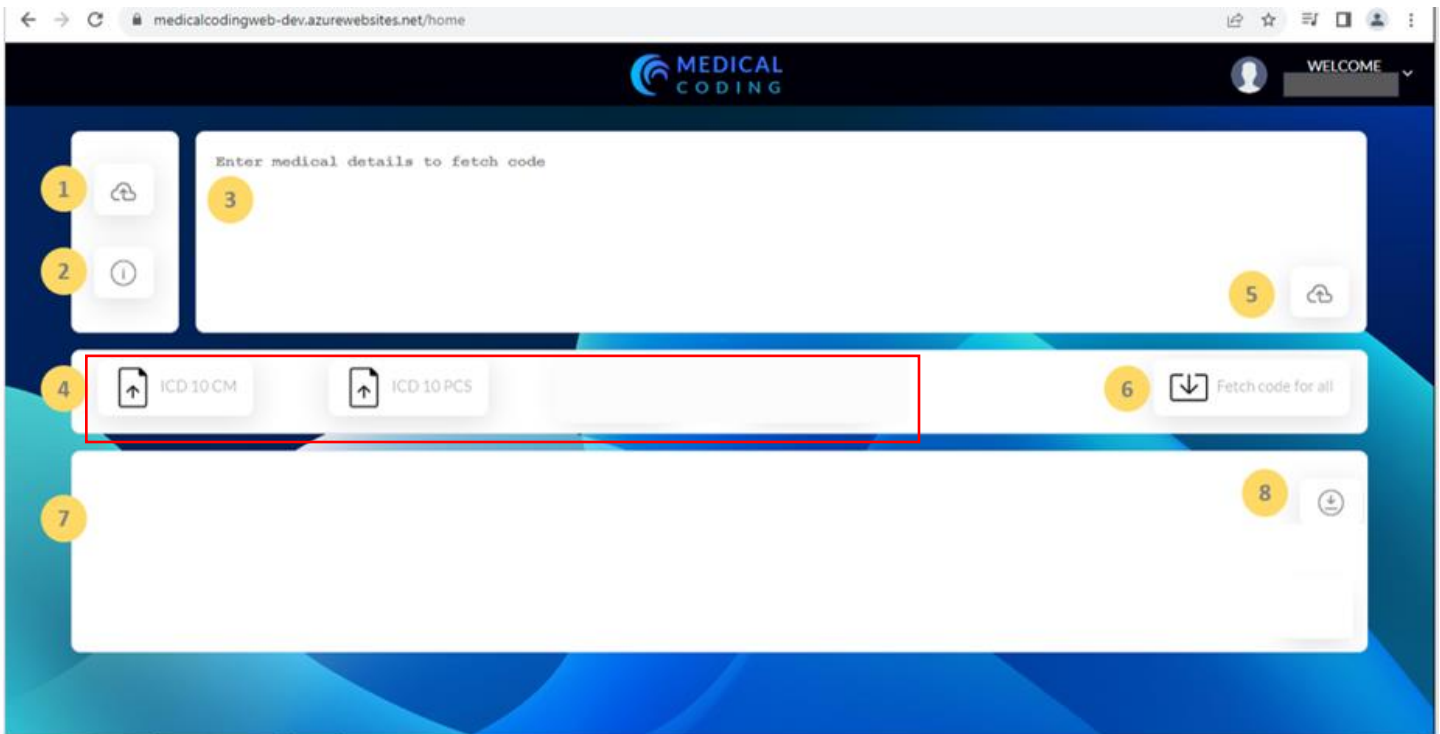 medicalcodingweb-dev.azurewebsites.net/home
MEDICAL
CODING
WELCOME
Enter medical details to fetch code
1
3
2
5
4
ICD 10 CM
ICD 10 PCS
6
Fetch code for all
8
7